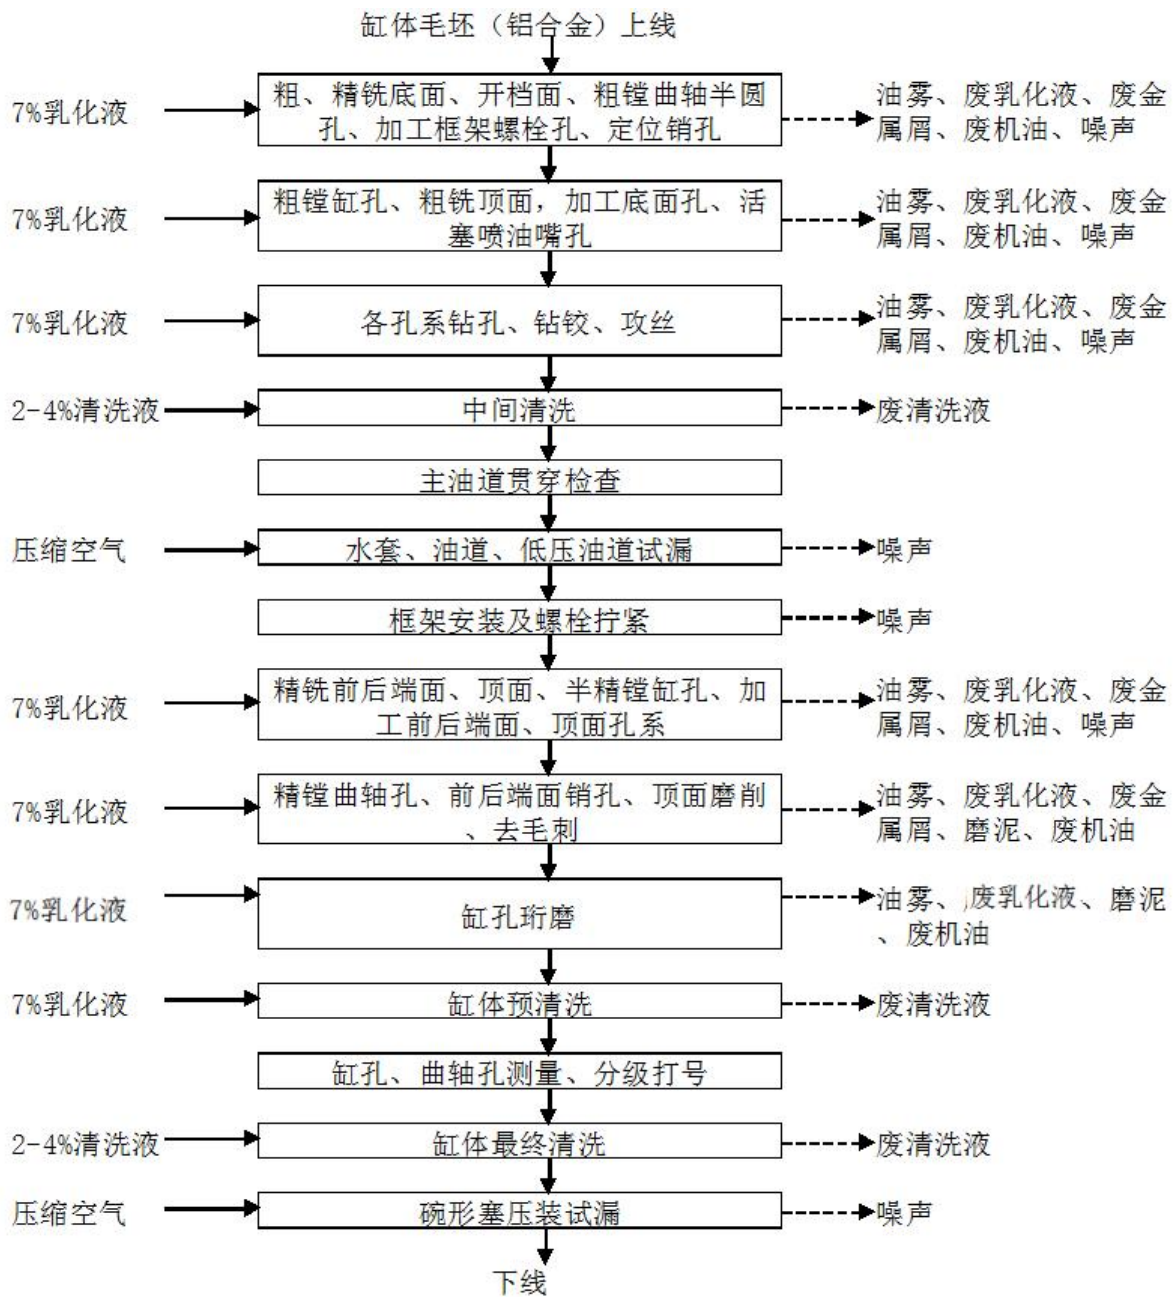 缸体毛坯（铝合金）上线
7%乳化液
粗、精铣底面、开档面、粗镗曲轴半圆
孔、加工框架螺栓孔、定位销孔
油雾、废乳化液、废金
属屑、废机油、噪声
7%乳化液
粗镗缸孔、粗铣顶面，加工底面孔、活
塞喷油嘴孔
油雾、废乳化液、废金
属屑、废机油、噪声
7%乳化液
各孔系钻孔、钻铰、攻丝
油雾、废乳化液、废金
属屑、废机油、噪声
2-4%清洗液
中间清洗
废清洗液
主油道贯穿检查
压缩空气
水套、油道、低压油道试漏
噪声
框架安装及螺栓拧紧
噪声
7%乳化液
精铣前后端面、顶面、半精镗缸孔、加
工前后端面、顶面孔系
油雾、废乳化液、废金
属屑、废机油、噪声
7%乳化液
精镗曲轴孔、前后端面销孔、顶面磨削
、去毛刺
油雾、废乳化液、废金
属屑、磨泥、废机油
7%乳化液
缸孔珩磨
油雾、废乳化液、磨泥
、废机油
7%乳化液
缸体预清洗
废清洗液
缸孔、曲轴孔测量、分级打号
2-4%清洗液
缸体最终清洗
废清洗液
压缩空气
碗形塞压装试漏
噪声
下线